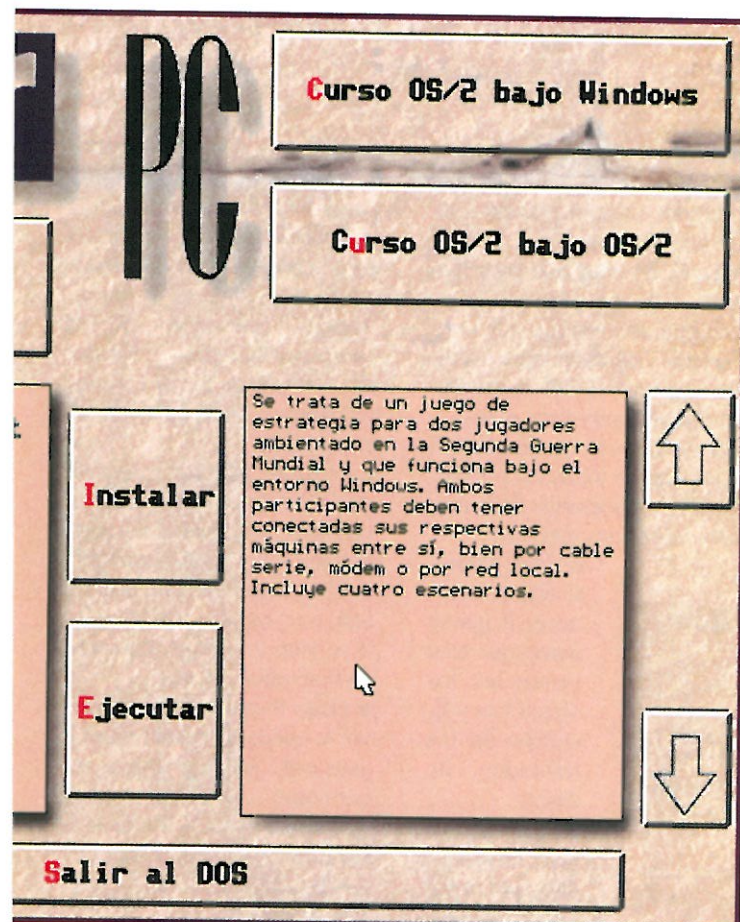 PC
Curso OS/2 bajo Windows
Curso OS/2 bajo OS/2
Instalar
Ejecutar
Se trata de un juego de
estrategia para dos jugadores
ambientado en la Segunda Guerra
Mundial y que funciona bajo el
entorno Windows. Ambos
participantes deben tener
conectadas sus respectivas
máquinas entre sí, bien por cable
serie, módem o por red local.
Incluye cuatro escenarios.
Salir al DOS